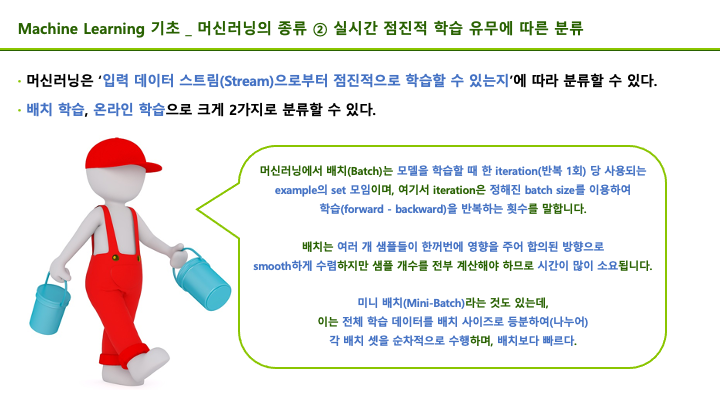 Machine Learning 기초 _ 머신러닝의 종류 ② 실시간 점진적 학습 유무에 따른 분류
· 머신러닝은 '입력 데이터 스트림(Stream)으로부터 점진적으로 학습할 수 있는지'에 따라 분류할 수 있다.
· 배치 학습, 온라인 학습으로 크게 2가지로 분류할 수 있다.
머신러닝에서 배치(Batch)는 모델을 학습할 때 한 iteration(반복 1회) 당 사용되는
example의 set 모임이며, 여기서 iteration은 정해진 batch size를 이용하여
학습(forward - backward)을 반복하는 횟수를 말합니다.
배치는 여러 개 샘플들이 한꺼번에 영향을 주어 합의된 방향으로
smooth하게 수렴하지만 샘플 개수를 전부 계산해야 하므로 시간이 많이 소요됩니다.
미니 배치(Mini-Batch)라는 것도 있는데,
이는 전체 학습 데이터를 배치 사이즈로 등분하여(나누어)
각 배치 셋을 순차적으로 수행하며, 배치보다 빠르다.